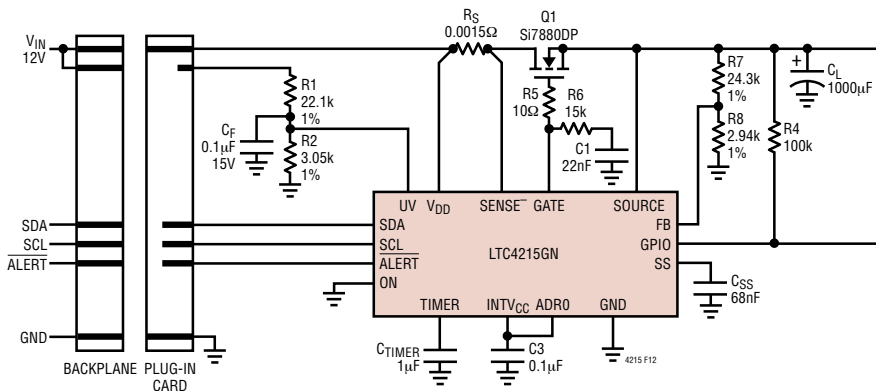 VIN
12V
RS
0.0015Ω
Q1
Si7880DP
R1
22.1k
1%
CF
0.1µF
15V
R2
3.05k
1%
R5
10Ω
R6
15k
C1
22nF
R7
24.3k
1%
R8
2.94k
1%
R4
100k
+
CL
1000µF
UV
VDD
SENSE–
GATE
SOURCE
SDA
SCL
ALERT
SDA
SCL
ALERT
ON
LTC4215GN
FB
GPIO
SS
CSS
68nF
TIMER
INTVCC
ADR0
GND
GND
CTIMER
1µF
C3
0.1µF
4215 F12
BACKPLANE
PLUG-IN
CARD